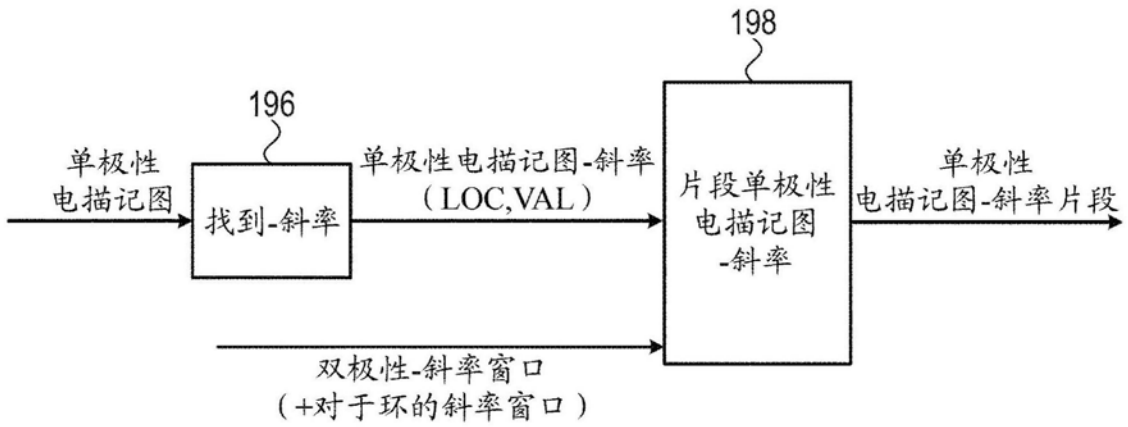 198
196
单极性
电描记图
找到-斜率
单极性电描记图-斜率
（LOC,VAL）
片段单极性
电描记图
-斜率
单极性
电描记图-斜率片段
双极性-斜率窗口
（+对于环的斜率窗口）